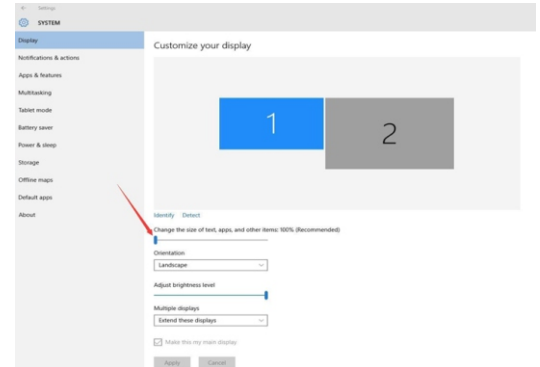 Settings
SYSTEM
Display
Notifications & actions
Apps & features
Multitasking
Tablet mode
Battery saver
Power & sleep
Storage
Offline maps
Default apps
About
Customize your display
1
2
Identify Detect
Change the size of text, apps, and other items: 100% (Recommended)
Orientation
Landscape
Adjust brightness level
Multiple displays
Extend these displays
Make this my main display
Apply Cancel